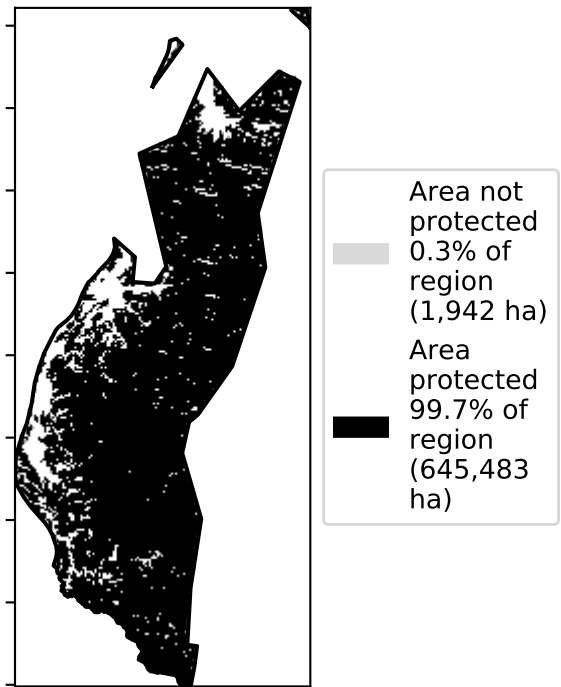 Area not
protected
0.3% of
region
(1,942 ha)
Area
protected
99.7% of
region
(645,483
ha)